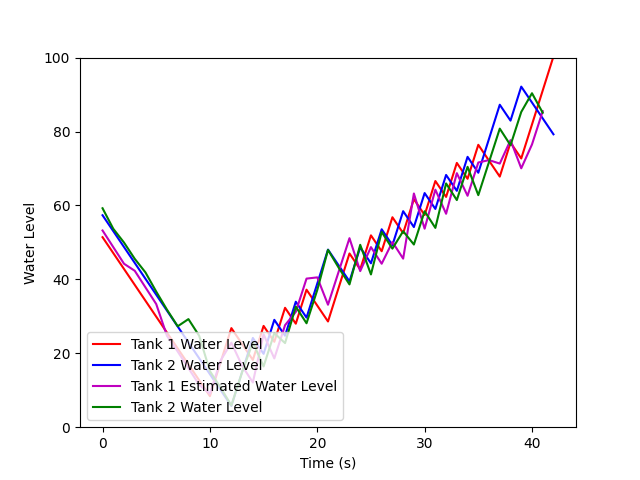 100
80
60
40
20
0
Water Level
Tank 1 Water Level
Tank 2 Water Level
Tank 1 Estimated Water Level
Tank 2 Water Level
0 10 20 30 40
Time (s)